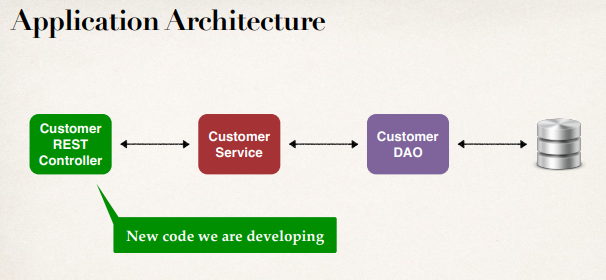 Application Architecture
Customer
REST
Controller
Customer
Service
Customer
DAO
New code we are developing